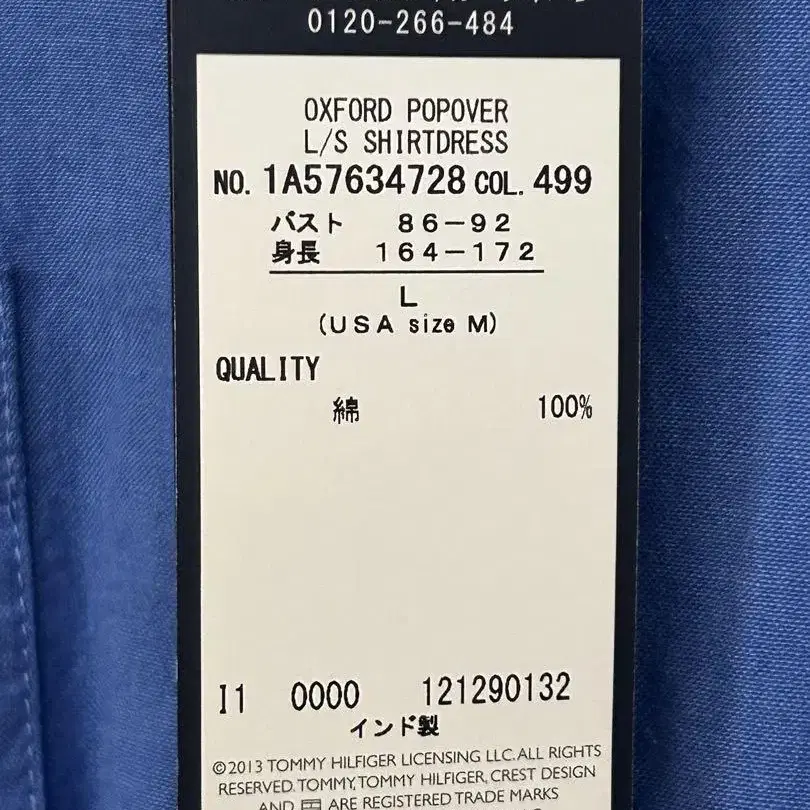 0120-266-484
OXFORD POPOVER
L/S SHIRTDRESS
NO. 1A57634728 COL. 499
バスト 86-92
身長 164-172
L
(USA size M)
QUALITY
綿 100%
I1 0000 121290132
インド製
©2013 TOMMY HILFIGER LICENSING LLC. ALL RIGHTS
RESERVED. TOMMY, TOMMY HILFIGER, CREST DESIGN
AND ARE REGISTERED TRADE MARKS